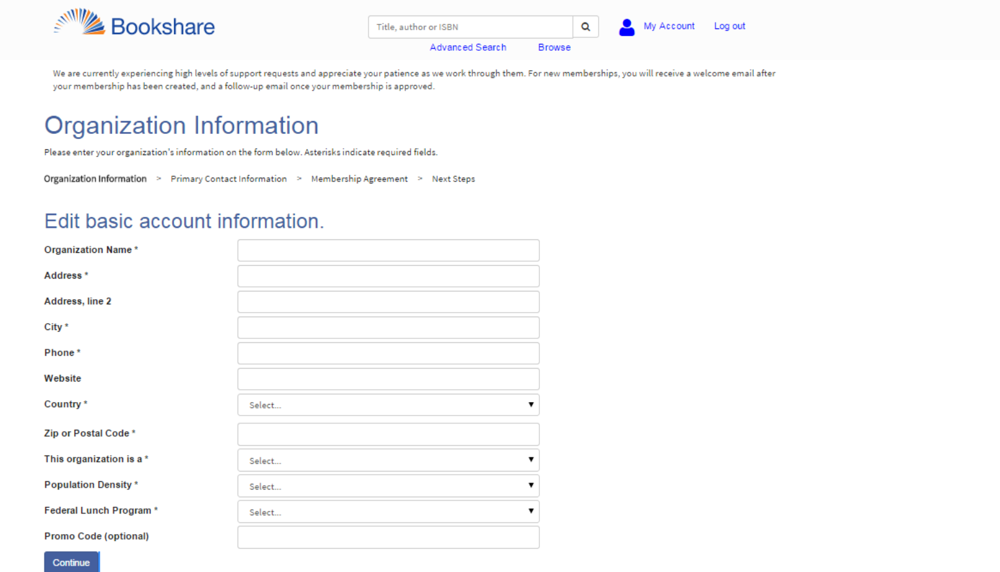 Bookshare
Title, author or ISBN
My Account
Log out
Advanced Search
Browse
We are currently experiencing high levels of support requests and appreciate your patience as we work through them. For new memberships, you will receive a welcome email after
your membership has been created, and a follow-up email once your membership is approved.
Organization Information
Please enter your organization's information on the form below. Asterisks indicate required fields.
Organization Information > Primary Contact Information > Membership Agreement > Next Steps
Edit basic account information.
Organization Name *
Address *
Address, line 2
City *
Phone *
Website
Country * Select...
Zip or Postal Code *
This organization is a * Select...
Population Density * Select...
Federal Lunch Program * Select...
Promo Code (optional)
Continue